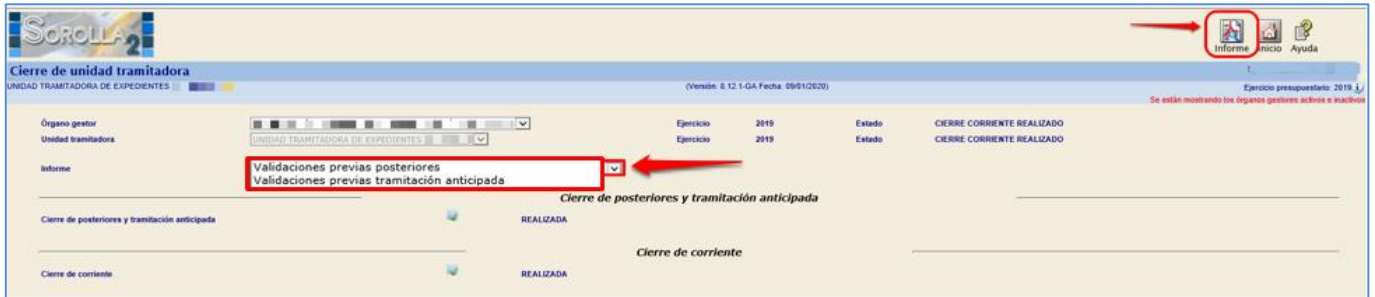 SOROLLA2
Informe Inicio Ayuda
Cierre de unidad tramitadora
UNIDAD TRAMITADORA DE EXPEDIENTES (Versión: 8.12.1-GA Fecha: 09/01/2020) Ejercicio presupuestario: 2019
Se están mostrando los órganos gestores activos e inactivos
Órgano gestor Ejercicio 2019 Estado CIERRE CORRIENTE REALIZADO
Unidad tramitadora UNIDAD TRAMITADORA DE EXPEDIENTES Ejercicio 2019 Estado CIERRE CORRIENTE REALIZADO
Informe Validaciones previas posteriores
Validaciones previas tramitación anticipada
Cierre de posteriores y tramitación anticipada
Cierre de posteriores y tramitación anticipada REALIZADA
Cierre de corriente
Cierre de corriente REALIZADA